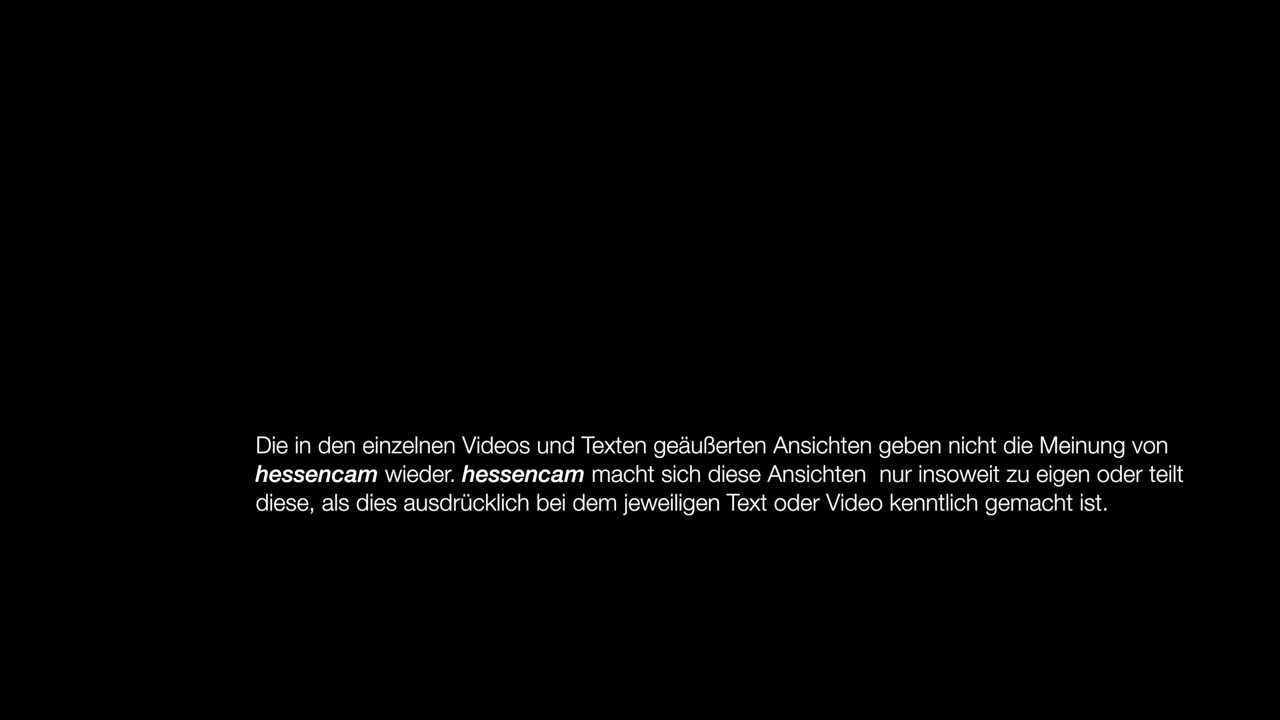 Die in den einzelnen Videos und Texten geäußerten Ansichten geben nicht die Meinung von
hessencam wieder. hessencam macht sich diese Ansichten  nur insoweit zu eigen oder teilt
diese, als dies ausdrücklich bei dem jeweiligen Text oder Video kenntlich gemacht ist.